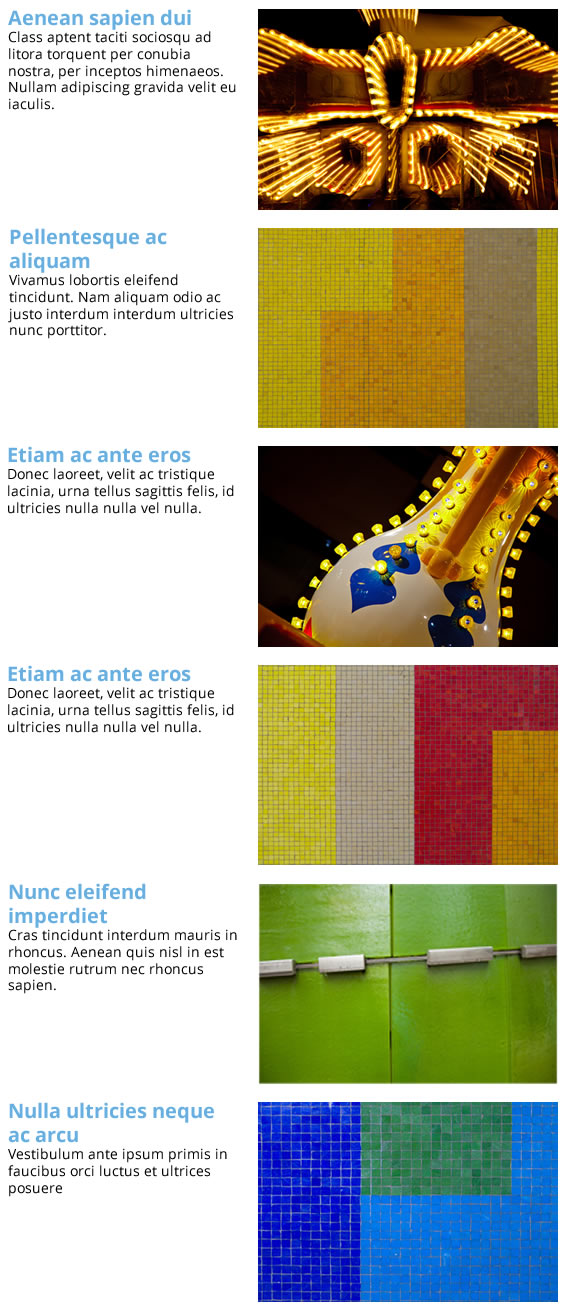 Aenean sapien dui
Class aptent taciti sociosqu ad
litora torquent per conubia
nostra, per inceptos himenaeos.
Nullam adipiscing gravida velit eu
iaculis.
Pellentesque ac
aliquam
Vivamus lobortis eleifend
tincidunt. Nam aliquam odio ac
justo interdum interdum ultricies
nunc porttitor.
Etiam ac ante eros
Donec laoreet, velit ac tristique
lacinia, urna tellus sagittis felis, id
ultricies nulla nulla vel nulla.
Etiam ac ante eros
Donec laoreet, velit ac tristique
lacinia, urna tellus sagittis felis, id
ultricies nulla nulla vel nulla.
Nunc eleifend
imperdiet
Cras tincidunt interdum mauris in
rhoncus. Aenean quis nisl in est
molestie rutrum nec rhoncus
sapien.
Nulla ultricies neque
ac arcu
Vestibulum ante ipsum primis in
faucibus orci luctus et ultrices
posuere